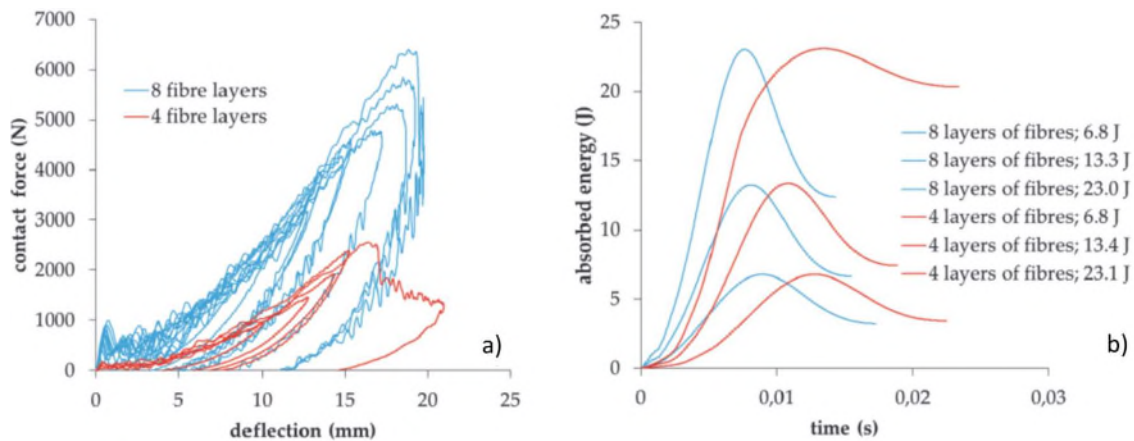 7000
6000
5000
4000
3000
2000
1000
0
contact force (N)
8 fibre layers
4 fibre layers
0 5 10 15 20 25
deflection (mm)
a)
25
20
15
10
5
0
absorbed energy (J)
8 layers of fibres; 6.8 J
8 layers of fibres; 13.3 J
8 layers of fibres; 23.0 J
4 layers of fibres; 6.8 J
4 layers of fibres; 13.4 J
4 layers of fibres; 23.1 J
0 0,01 0,02 0,03
time (s)
b)